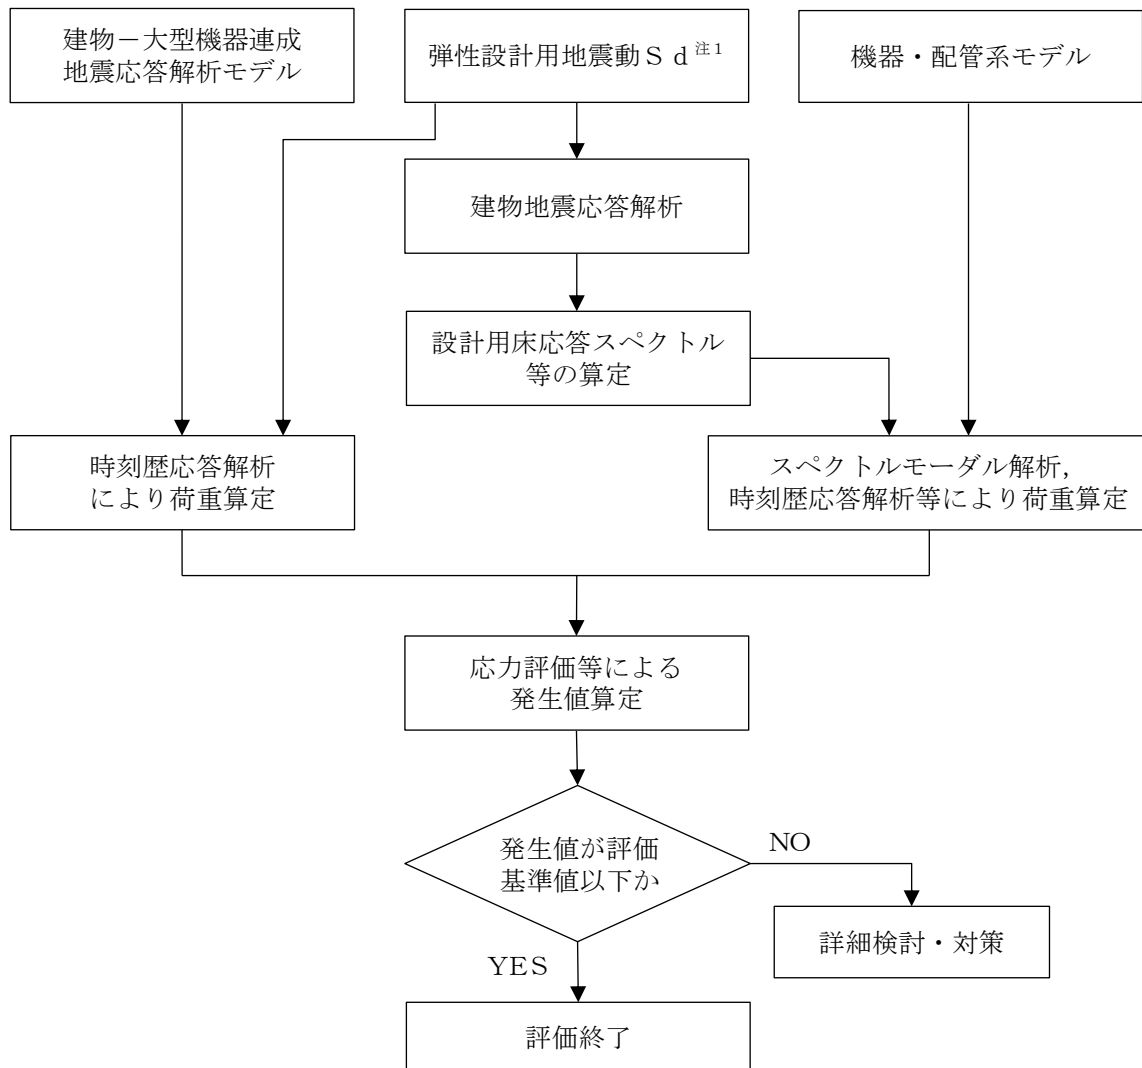 建物－大型機器連成
地震応答解析モデル
弾性設計用地震動Ｓｄ注１
機器・配管系モデル
建物地震応答解析
設計用床応答スペクトル
等の算定
時刻歴応答解析
により荷重算定
スペクトルモーダル解析，
時刻歴応答解析等により荷重算定
応力評価等による
発生値算定
発生値が評価
基準値以下か
NO
詳細検討・対策
YES
評価終了